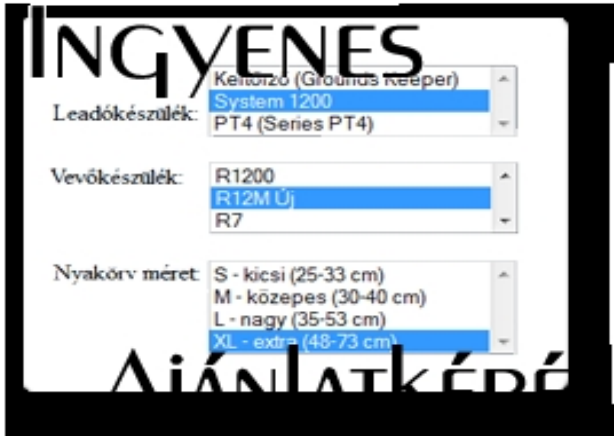 INGYENES
Kertőrző (Grounds Keeper)
Leadókészülék:
System 1200
PT4 (Series PT4)
Vevőkészülék:
R1200
R12M Új
R7
Nyakörv méret:
S - kicsi (25-33 cm)
M - közepes (30-40 cm)
L - nagy (35-53 cm)
XL - extra (48-73 cm)